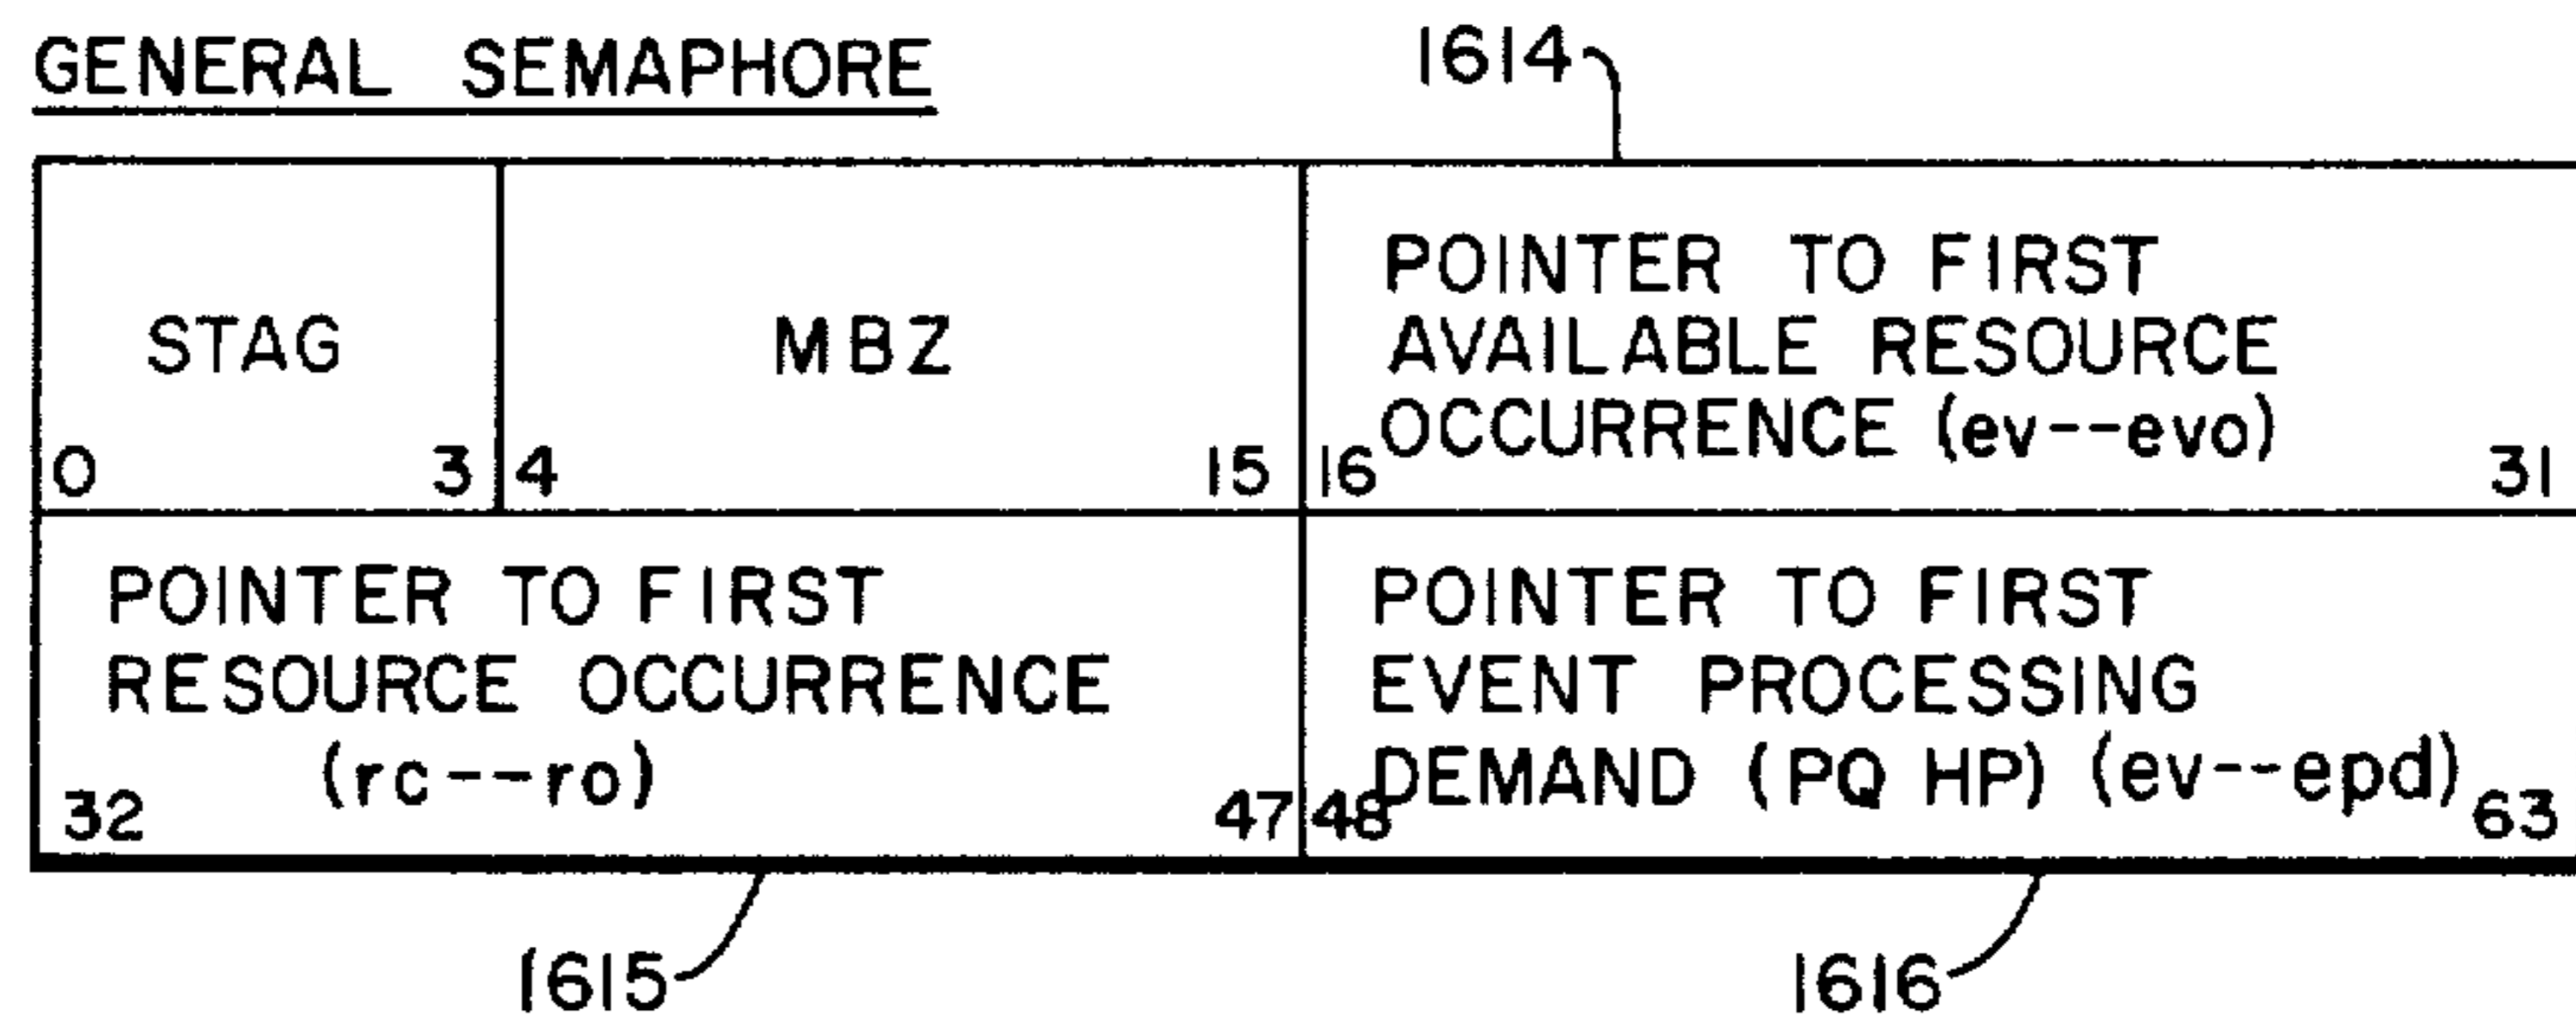 GENERAL SEMAPHORE
1614
STAG
MBZ
POINTER TO FIRST
AVAILABLE RESOURCE
OCCURRENCE (ev--evo)
0 3 4 15 16 31
POINTER TO FIRST
RESOURCE OCCURRENCE
(rc--ro)
32 47
POINTER TO FIRST
EVENT PROCESSING
DEMAND (PQ HP) (ev--epd)
48 63
1615
1616